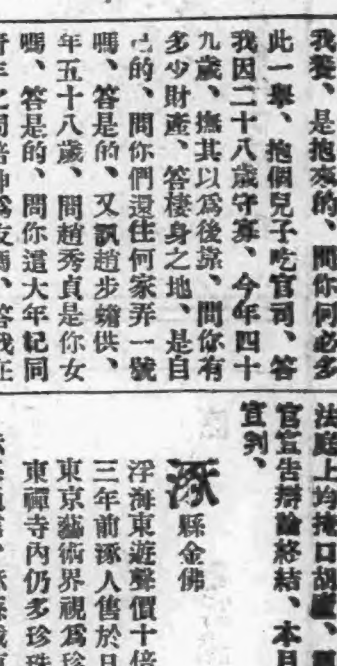 我養、是抱來的、問你何必多
此一舉、抱個兒子吃官司、答
我因二十八歲守寡、今年四十
九歲、撫其以爲後靠、問你有
多少財產、答棲身之地、是自
己的、問你們還住何家弄一號
嗎、答是的、又訊趙步蟾供、
年五十八歲、問趙秀貞是你女
嗎、答是的、問你這大年紀同
法庭上均掩口胡盧、
官宣告辯論終結、本月
宣判、
涿縣金佛
浮海東遊聲價十倍
三年前涿人售於日
東京藝術界視爲珍
東禪寺內仍多珍珠